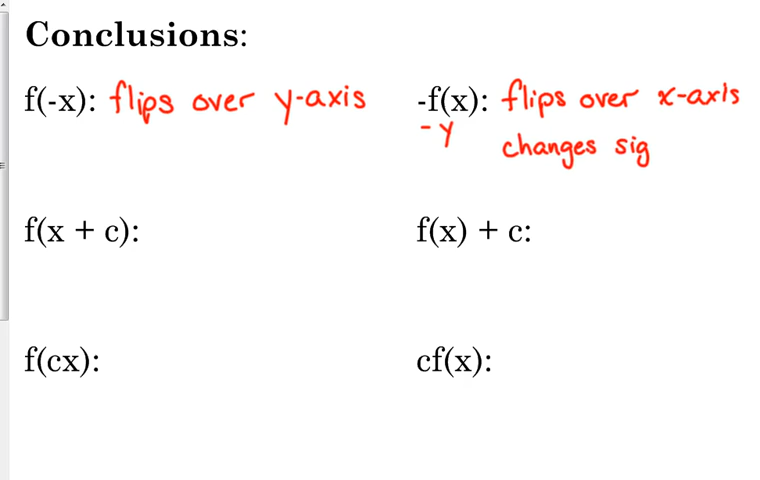 Conclusions:
f(-x): flips over y-axis
-f(x): flips over x-axis
-y changes sig
f(x + c):
f(x) + c:
f(cx):
cf(x):